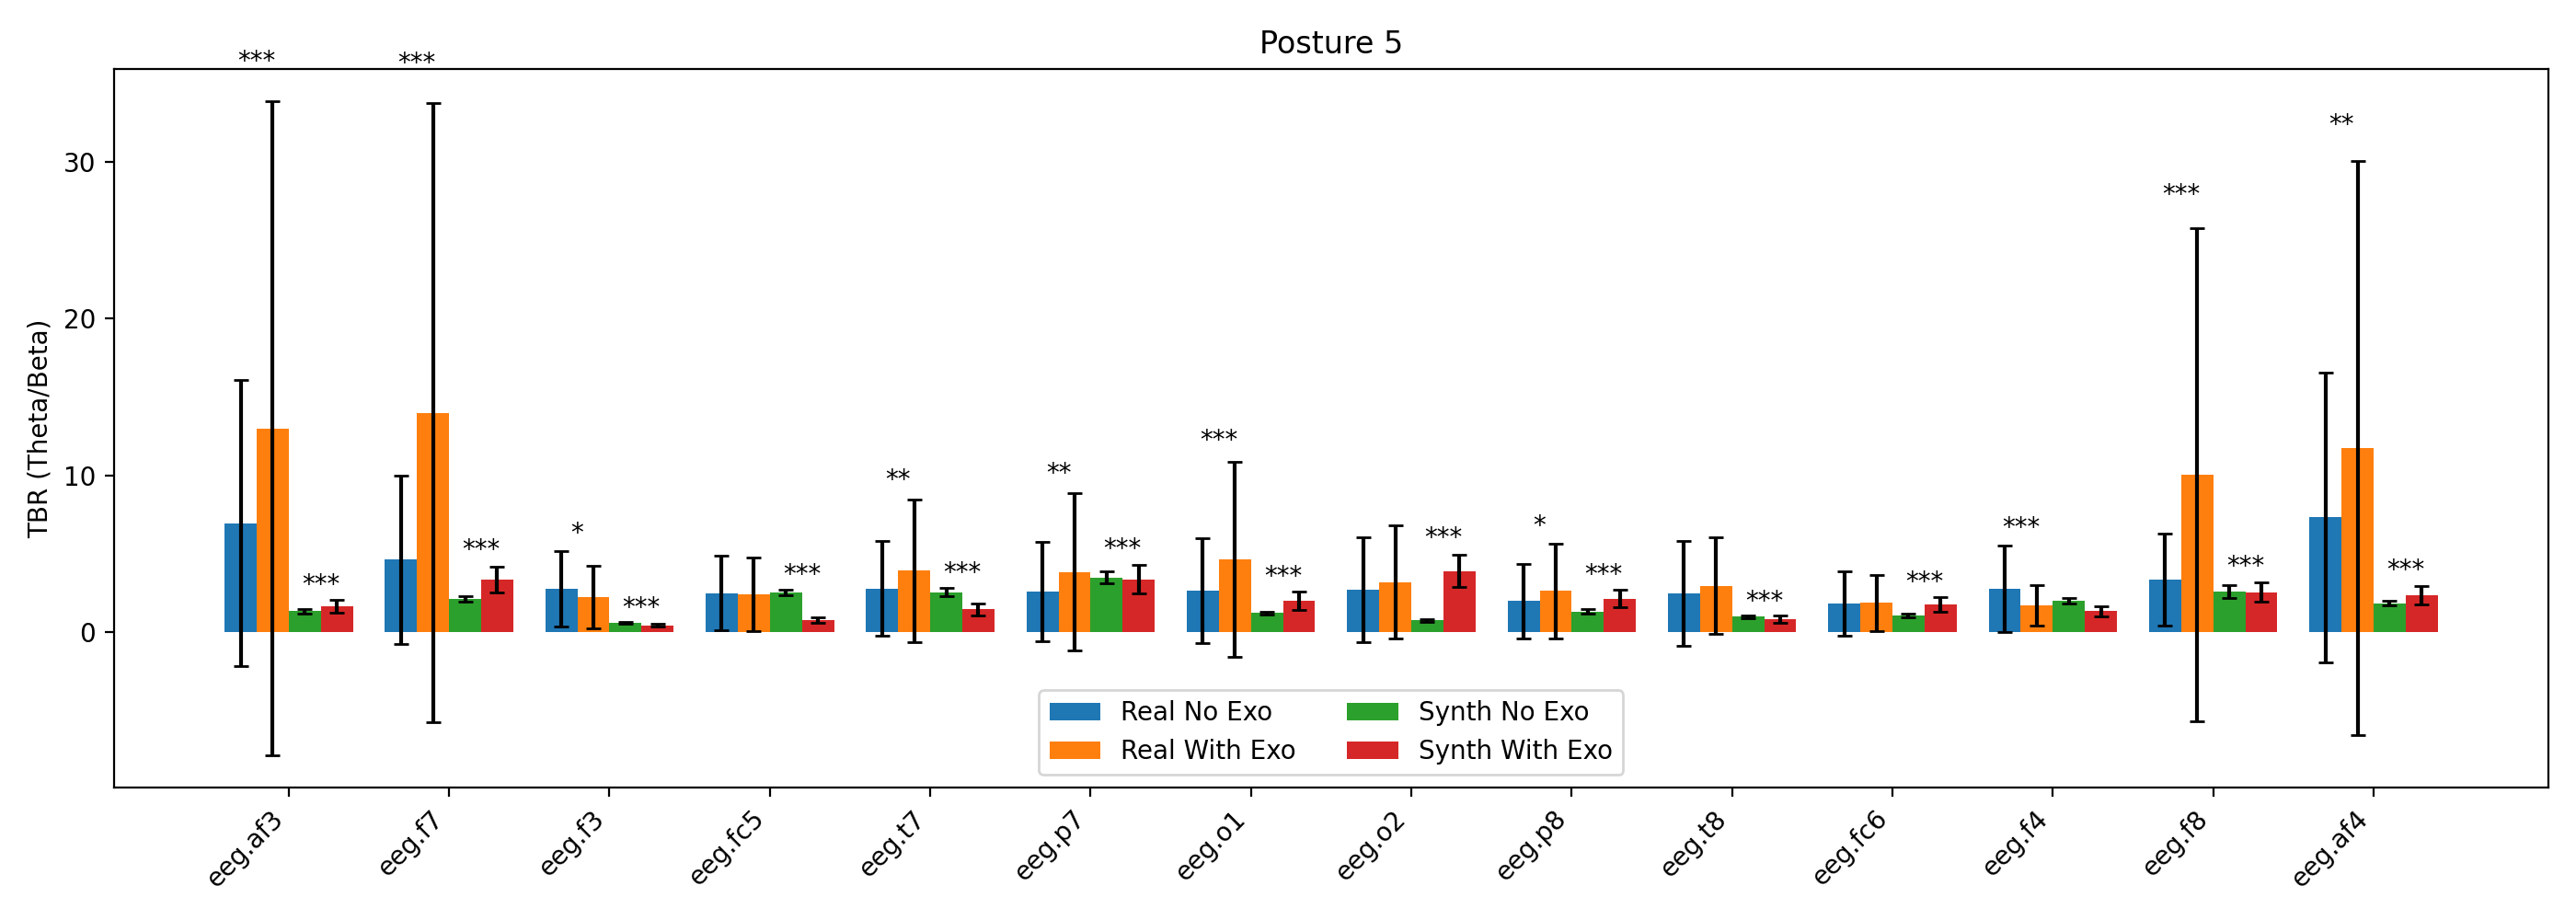 Posture 5
*** *** * ** ** *** * *** *** **
*** *** *** *** *** *** *** *** *** *** *** *** ***
TBR (Theta/Beta)
30
20
10
0
Real No Exo
Real With Exo
Synth No Exo
Synth With Exo
eeg.af3
eeg.f7
eeg.f3
eeg.fc5
eeg.t7
eeg.p7
eeg.o1
eeg.o2
eeg.p8
eeg.t8
eeg.fc6
eeg.f4
eeg.f8
eeg.af4